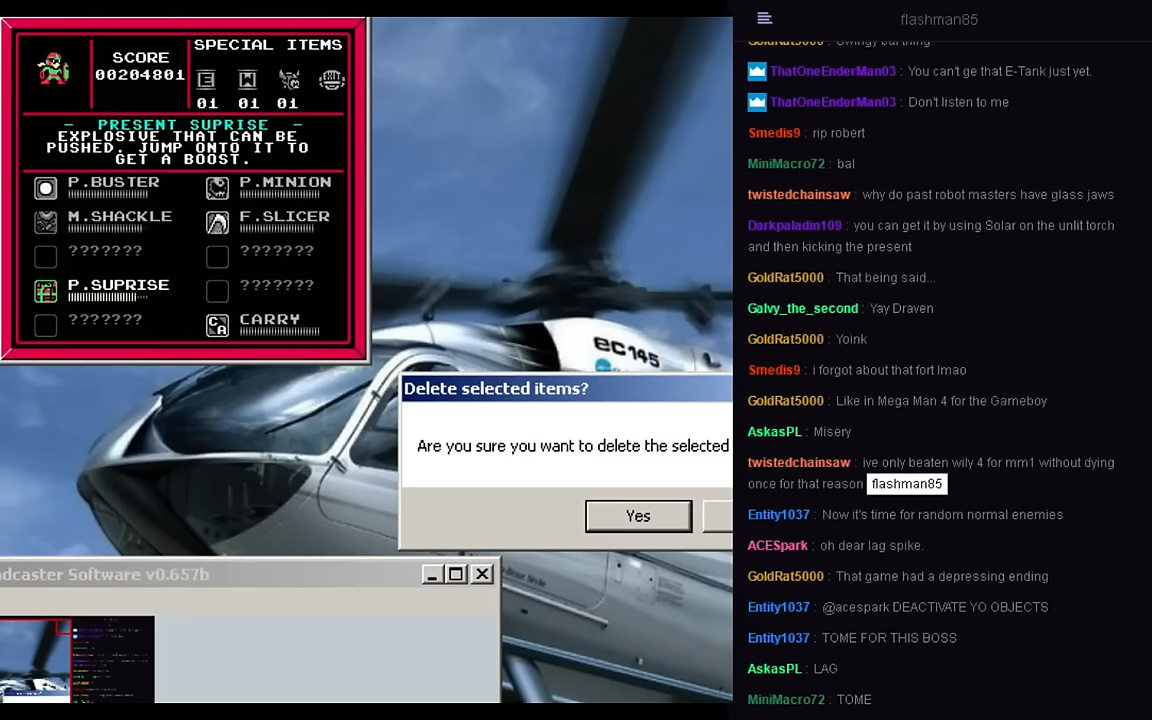 SCORE
00204801
SPECIAL ITEMS
EXIT
01 01 01
- PRESENT SUPRISE -
EXPLOSIVE THAT CAN BE
PUSHED. JUMP ONTO IT TO
GET A BOOST.
P.BUSTER
P.MINION
M.SHACKLE
F.SLICER
???????
???????
P.SUPRISE
???????
???????
CA
CARRY
ec145
Delete selected items?
Are you sure you want to delete the selected
Yes
dcaster Software v0.657b
flashman85
GoldRat5000 : Swingy ball thing
ThatOneEnderMan03 : You can't ge that E-Tank just yet.
ThatOneEnderMan03 : Don't listen to me
Smedis9 : rip robert
MiniMacro72 : bal
twistedchainsaw : why do past robot masters have glass jaws
Darkpaladin109 : you can get it by using Solar on the unlit torch
and then kicking the present
GoldRat5000 : That being said...
Galvy_the_second : Yay Draven
GoldRat5000 : Yoink
Smedis9 : i forgot about that fort lmao
GoldRat5000 : Like in Mega Man 4 for the Gameboy
AskasPL : Misery
twistedchainsaw : ive only beaten wily 4 for mm1 without dying
once for that reason flashman85
Entity1037 : Now it's time for random normal enemies
ACESpark : oh dear lag spike.
GoldRat5000 : That game had a depressing ending
Entity1037 : @acespark DEACTIVATE YO OBJECTS
Entity1037 : TOME FOR THIS BOSS
AskasPL : LAG
MiniMacro72 : TOME